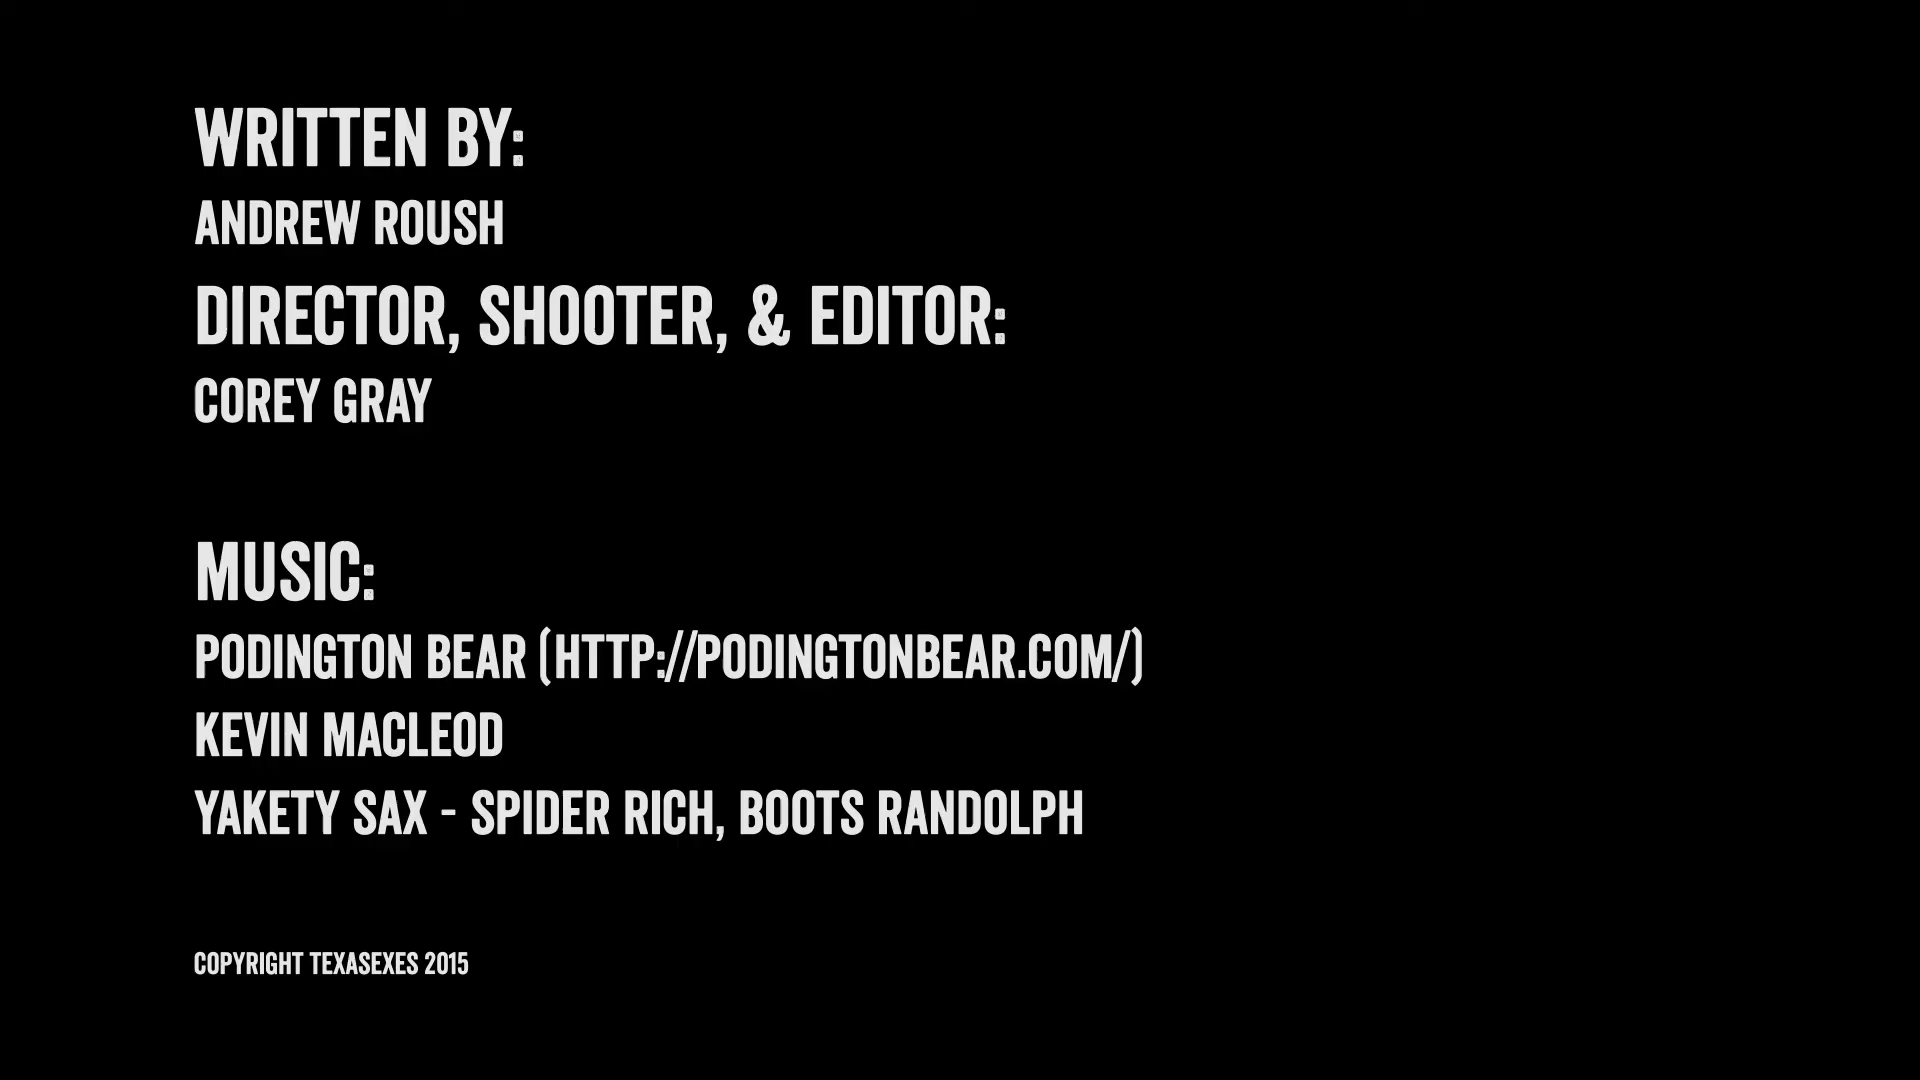 WRITTEN BY:
ANDREW ROUSH
DIRECTOR, SHOOTER, & EDITOR:
COREY GRAY
MUSIC:
PODINGTON BEAR (HTTP://PODINGTONBEAR.COM/)
KEVIN MACLEOD
YAKETY SAX - SPIDER RICH, BOOTS RANDOLPH
COPYRIGHT TEXASEXES 2015